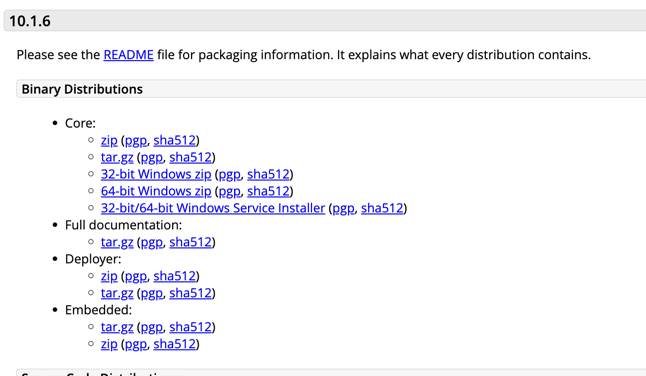 10.1.6
Please see the README file for packaging information. It explains what every distribution contains.
Binary Distributions
Core:
zip (pgp, sha512)
tar.gz (pgp, sha512)
32-bit Windows zip (pgp, sha512)
64-bit Windows zip (pgp, sha512)
32-bit/64-bit Windows Service Installer (pgp, sha512)
Full documentation:
tar.gz (pgp, sha512)
Deployer:
zip (pgp, sha512)
tar.gz (pgp, sha512)
Embedded:
tar.gz (pgp, sha512)
zip (pgp, sha512)